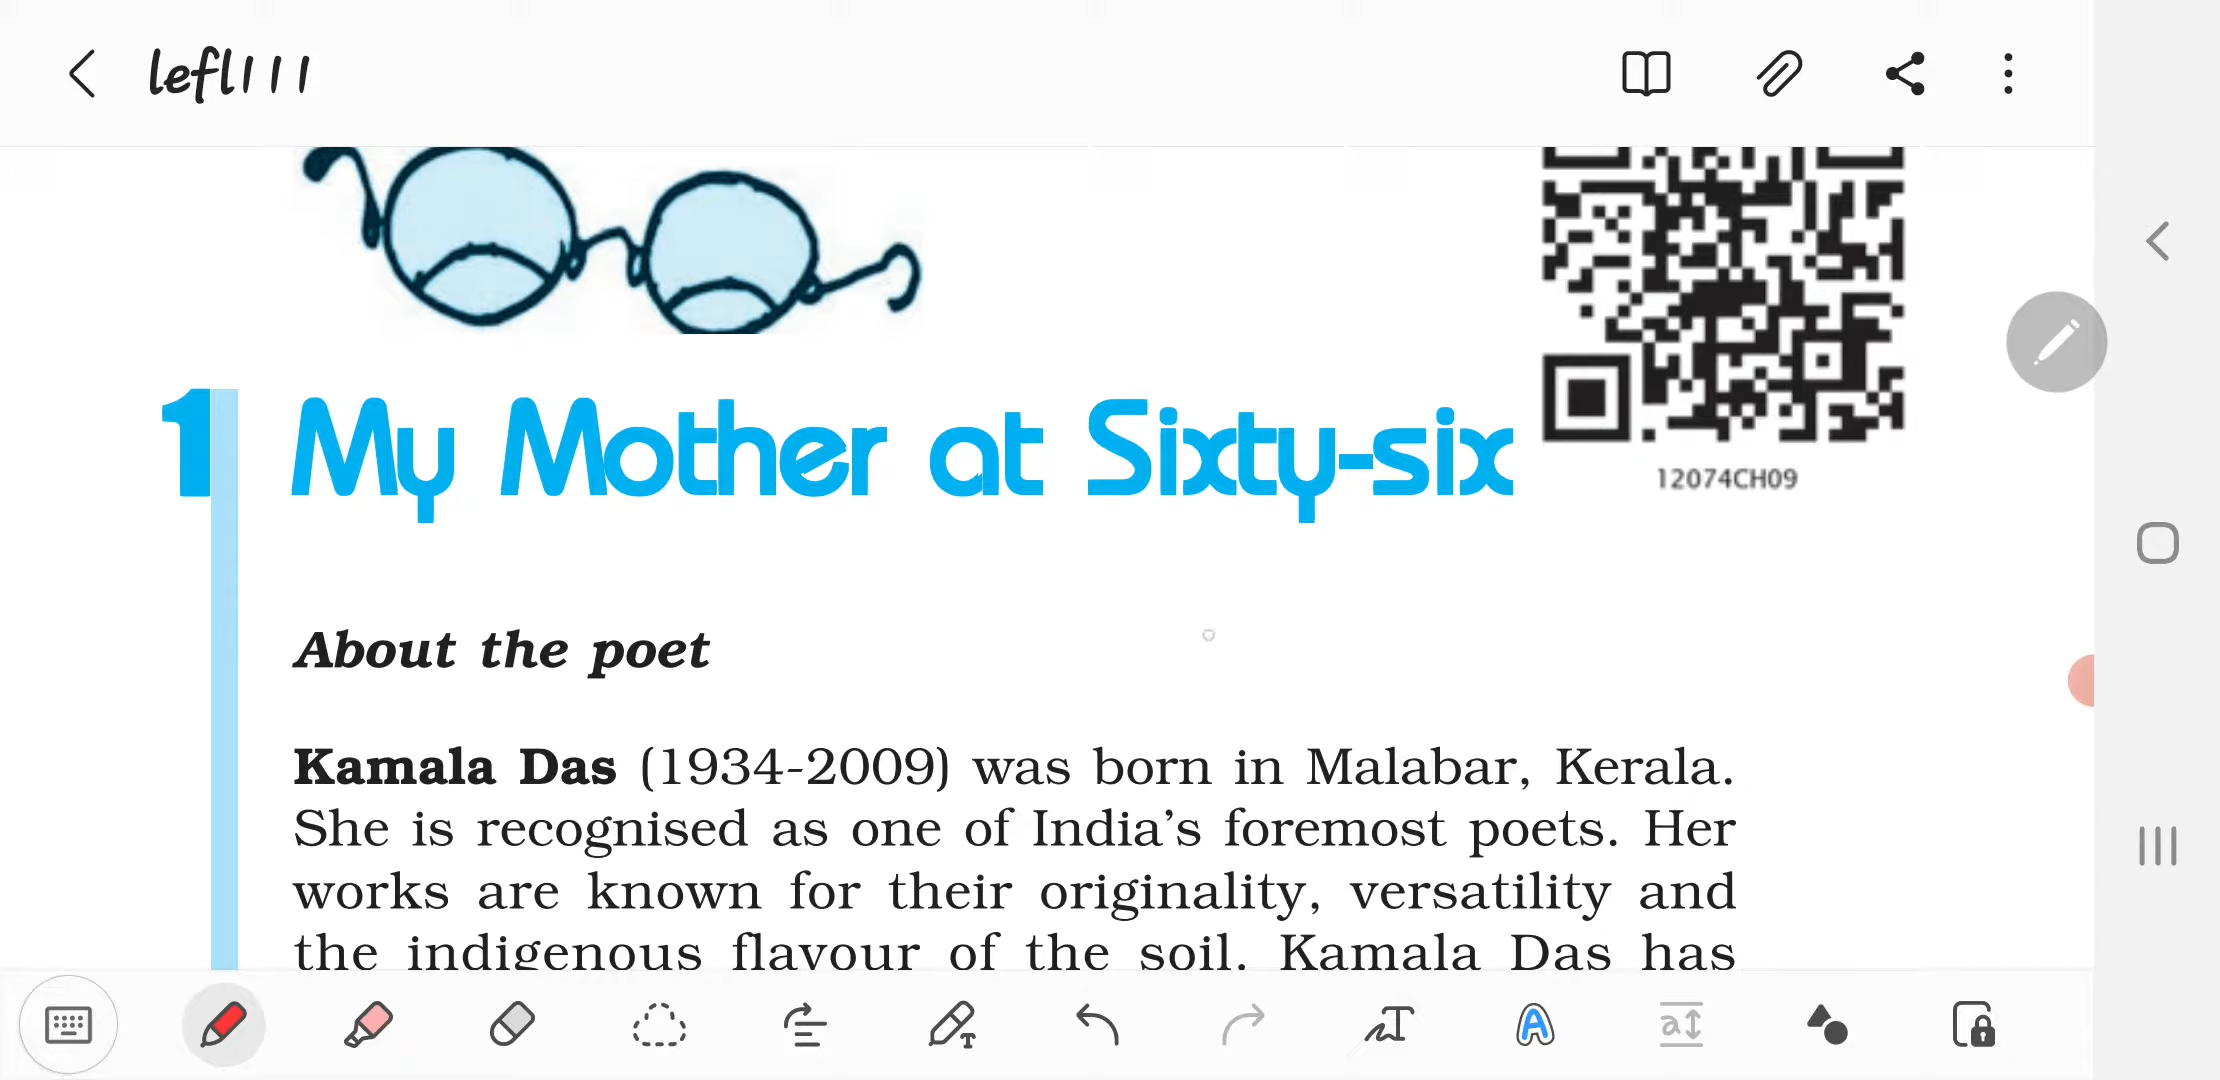 lefl111
12074CH09
1 My Mother at Sixty-six
About the poet
Kamala Das (1934-2009) was born in Malabar, Kerala.
She is recognised as one of India's foremost poets. Her
works are known for their originality, versatility and
the indigenous flavour of the soil. Kamala Das has